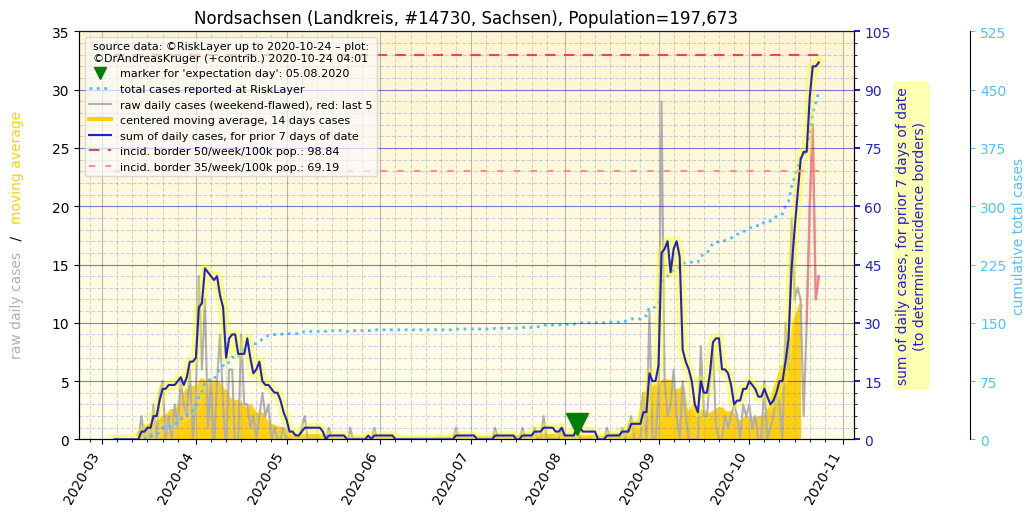 Nordsachsen (Landkreis, #14730, Sachsen), Population=197,673
source data: ©RiskLayer up to 2020-10-24 – plot:
©DrAndreasKruger (+contrib.) 2020-10-24 04:01
marker for 'expectation day': 05.08.2020
total cases reported at RiskLayer
raw daily cases (weekend-flawed), red: last 5
centered moving average, 14 days cases
sum of daily cases, for prior 7 days of date
incid. border 50/week/100k pop.: 98.84
incid. border 35/week/100k pop.: 69.19
raw daily cases / moving average
35
30
25
20
15
10
5
0
2020-03
2020-04
2020-05
2020-06
2020-07
2020-08
2020-09
2020-10
2020-11
105
90
75
60
45
30
15
0
sum of daily cases, for prior 7 days of date
(to determine incidence borders)
525
450
375
300
225
150
75
0
cumulative total cases